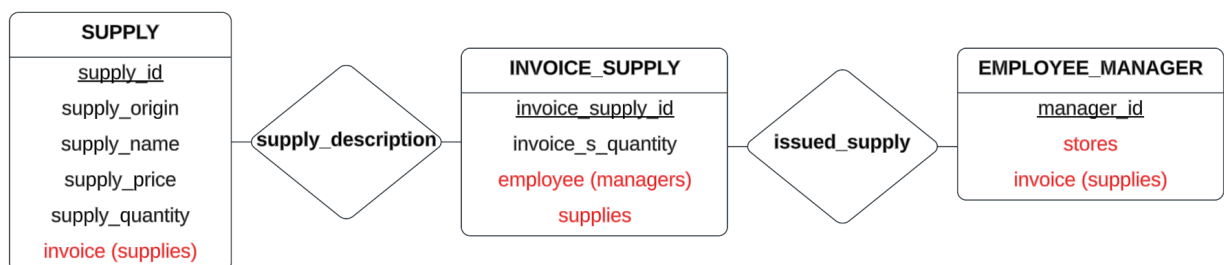 SUPPLY
supply_id
supply_origin
supply_name
supply_price
supply_quantity
invoice (supplies)
supply_description
INVOICE_SUPPLY
invoice_supply_id
invoice_s_quantity
employee (managers)
supplies
issued_supply
EMPLOYEE_MANAGER
manager_id
stores
invoice (supplies)